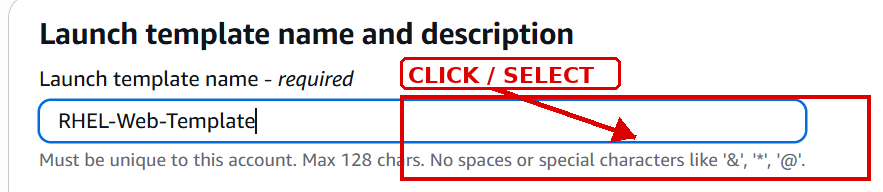 Launch template name and description
Launch template name - required
CLICK / SELECT
RHEL-Web-Template
Must be unique to this account. Max 128 chars. No spaces or special characters like '&', '*', '@'.